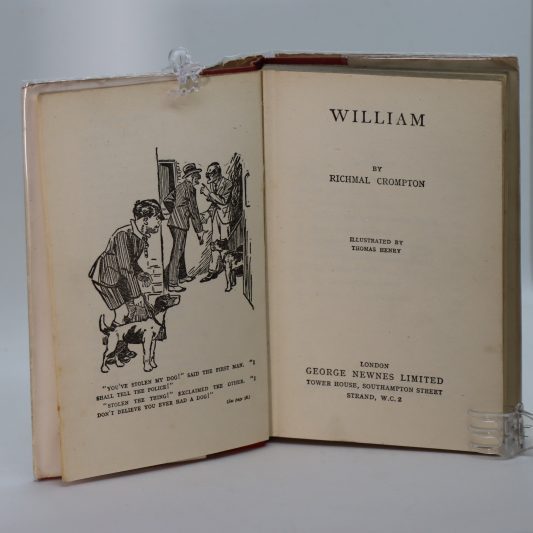 "YOU'VE STOLEN MY DOG!" SAID THE FIRST MAN. "I
SHALL TELL THE POLICE!"
"STOLEN THE THING!" EXCLAIMED THE OTHER. "I
DON'T BELIEVE YOU EVER HAD A DOG!"
(See page
WILLIAM
BY
RICHMAL CROMPTON
ILLUSTRATED BY
THOMAS HENRY
LONDON
GEORGE NEWNES LIMITED
TOWER HOUSE, SOUTHAMPTON STREET
STRAND, W.C.2